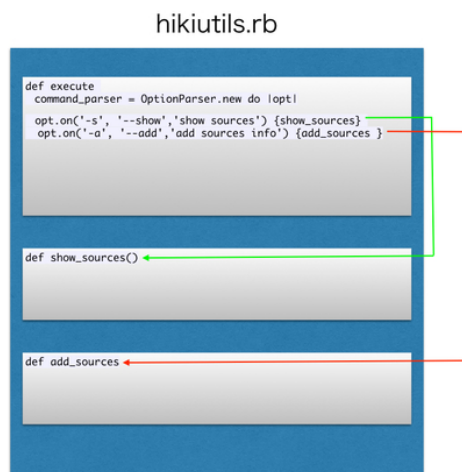 hikiutils.rb
def execute
command_parser = OptionParser.new do |opt|
opt.on('-s', '--show','show sources') {show_sources}
opt.on('-a', '--add','add sources info') {add_sources }
def show_sources()
def add_sources